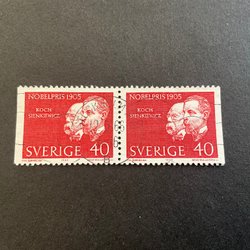 NOBELPRIS 1905 NOBELPRIS 1905
KOCH KOCH
SIENKIEWICZ SIENKIEWICZ
SVERIGE 40 SVERIGE 40